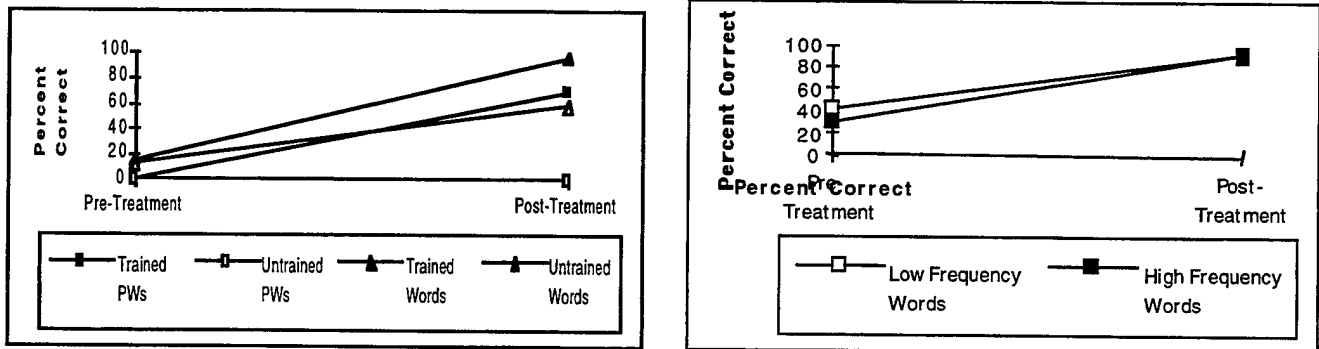 100
80
60
40
20
0
Percent
Correct
Pre-Treatment
Post-Treatment
Trained
PWs
Untrained
PWs
Trained
Words
Untrained
Words
100
80
60
40
20
0
Percent Correct
Percent Correct
Pre-
Treatment
Post-
Treatment
Low Frequency
Words
High Frequency
Words